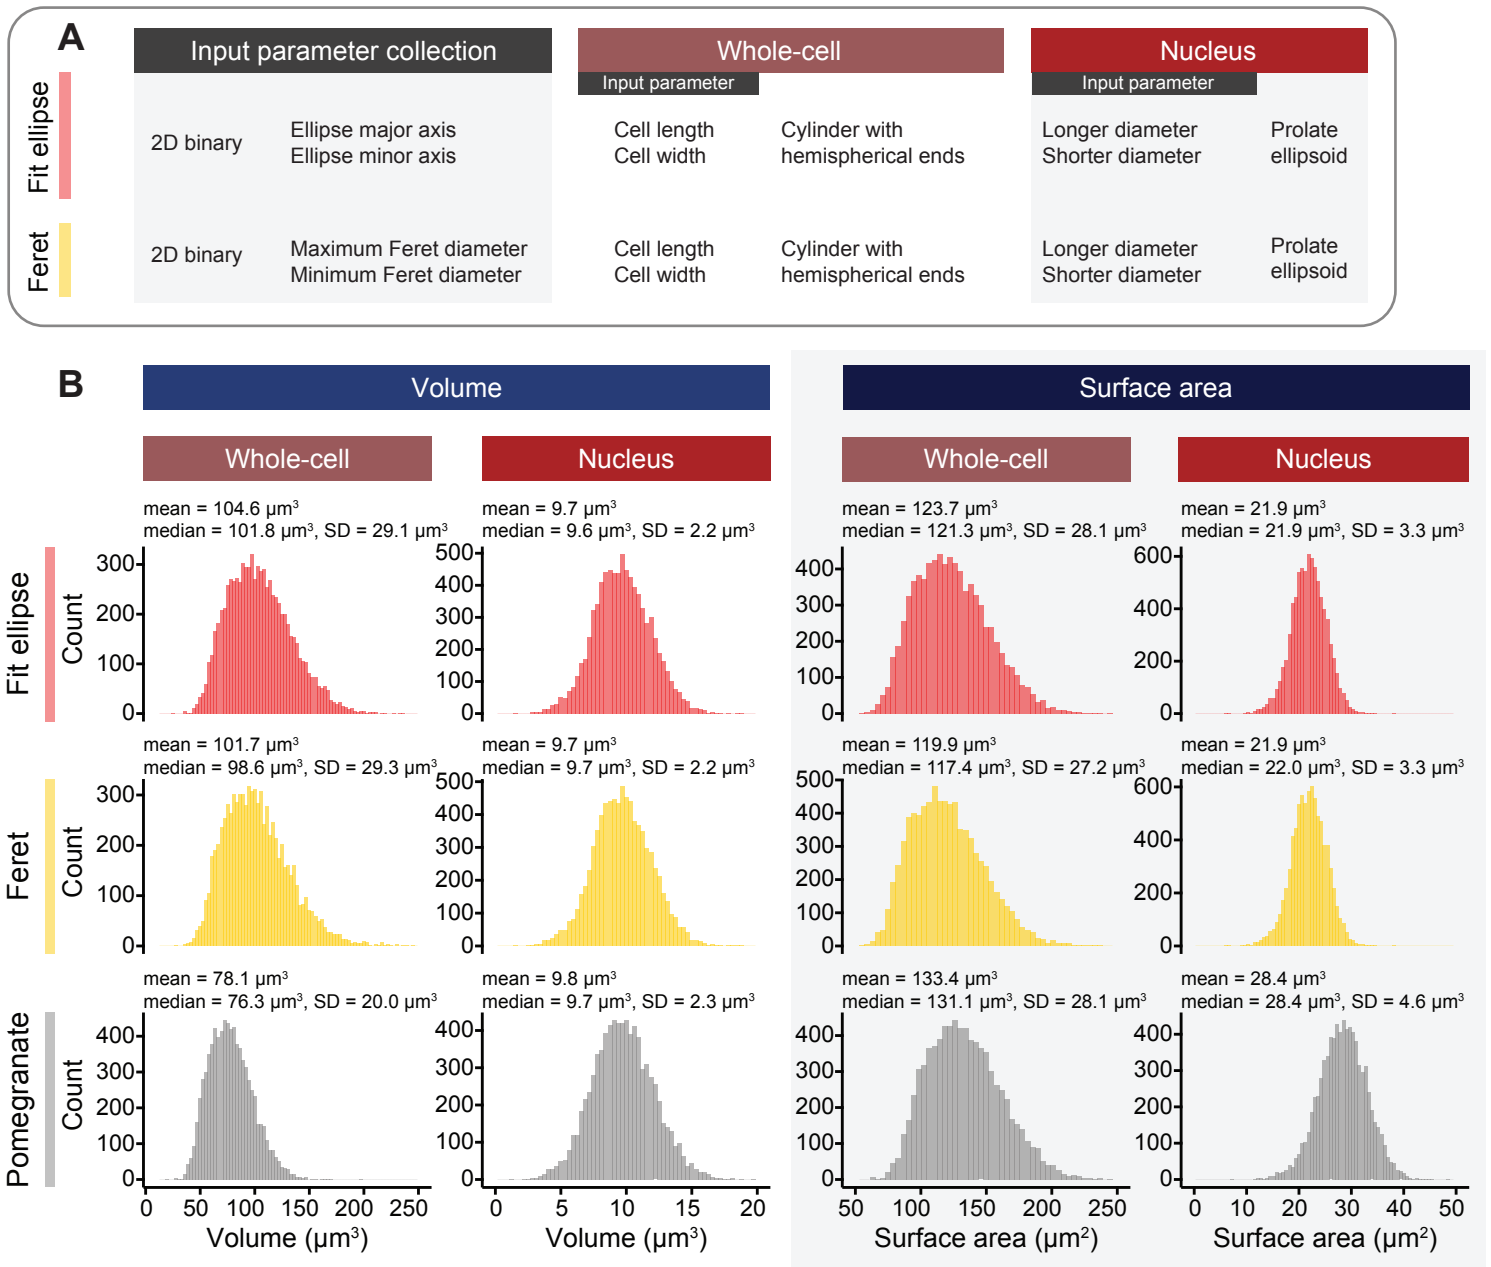 A
Input parameter collection
Whole-cell
Nucleus
Input parameter
Input parameter
Fit ellipse
2D binary
Ellipse major axis
Ellipse minor axis
Cell length
Cell width
Cylinder with
hemispherical ends
Longer diameter
Shorter diameter
Prolate
ellipsoid
Feret
2D binary
Maximum Feret diameter
Minimum Feret diameter
Cell length
Cell width
Cylinder with
hemispherical ends
Longer diameter
Shorter diameter
Prolate
ellipsoid
B
Volume
Surface area
Whole-cell
Nucleus
Whole-cell
Nucleus
Fit ellipse
mean = 104.6 µm³
median = 101.8 µm³, SD = 29.1 µm³
Count
300
200
100
0
mean = 9.7 µm³
median = 9.6 µm³, SD = 2.2 µm³
500
400
300
200
100
0
mean = 123.7 µm³
median = 121.3 µm³, SD = 28.1 µm³
400
300
200
100
0
mean = 21.9 µm³
median = 21.9 µm³, SD = 3.3 µm³
600
400
200
0
Feret
mean = 101.7 µm³
median = 98.6 µm³, SD = 29.3 µm³
Count
300
200
100
0
mean = 9.7 µm³
median = 9.7 µm³, SD = 2.2 µm³
500
400
300
200
100
0
mean = 119.9 µm³
median = 117.4 µm³, SD = 27.2 µm³
500
400
300
200
100
0
mean = 21.9 µm³
median = 22.0 µm³, SD = 3.3 µm³
600
400
200
0
Pomegranate
mean = 78.1 µm³
median = 76.3 µm³, SD = 20.0 µm³
Count
400
300
200
100
0
0 50 100 150 200 250
Volume (µm³)
mean = 9.8 µm³
median = 9.7 µm³, SD = 2.3 µm³
400
300
200
100
0
0 5 10 15 20
Volume (µm³)
mean = 133.4 µm³
median = 131.1 µm³, SD = 28.1 µm³
400
300
200
100
0
50 100 150 200 250
Surface area (µm²)
mean = 28.4 µm³
median = 28.4 µm³, SD = 4.6 µm³
400
300
200
100
0
0 10 20 30 40 50
Surface area (µm²)